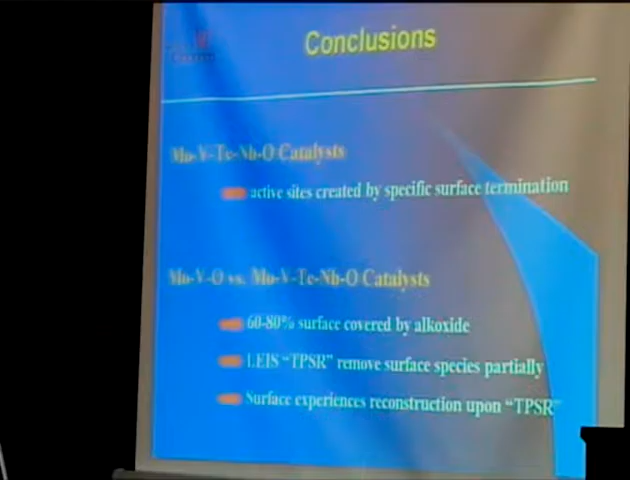 Conclusions
Mo-V-Te-Nb-O Catalysts
active sites created by specific surface termination
Mo-V-O vs. Mo-V-Te-Nb-O Catalysts
60-80% surface covered by alkoxide
LEIS “TPSR” remove surface species partially
Surface experiences reconstruction upon “TPSR”